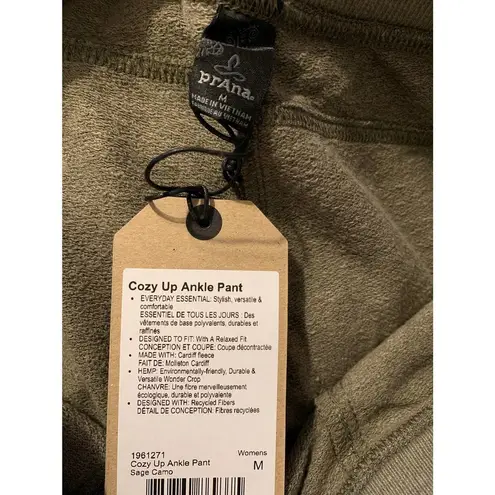 prAna
M
MADE IN VIETNAM
FABRIQUÉ AU VIETNAM
Cozy Up Ankle Pant
• EVERYDAY ESSENTIAL: Stylish, versatile &
comfortable
ESSENTIEL DE TOUS LES JOURS : Des
vêtements de base polyvalents, durables et
raffinés
• DESIGNED TO FIT: With A Relaxed Fit
CONCEPTION ET COUPE: Coupe décontractée
• MADE WITH: Cardiff fleece
FAIT DE: Molleton Cardiff
• HEMP: Environmentally-friendly, Durable &
Versatile Wonder Crop
CHANVRE: Une fibre merveilleusement
écologique, durable et polyvalente
• DESIGNED WITH: Recycled Fibers
DÉTAIL DE CONCEPTION: Fibres recyclées
1961271 Womens
Cozy Up Ankle Pant M
Sage Camo